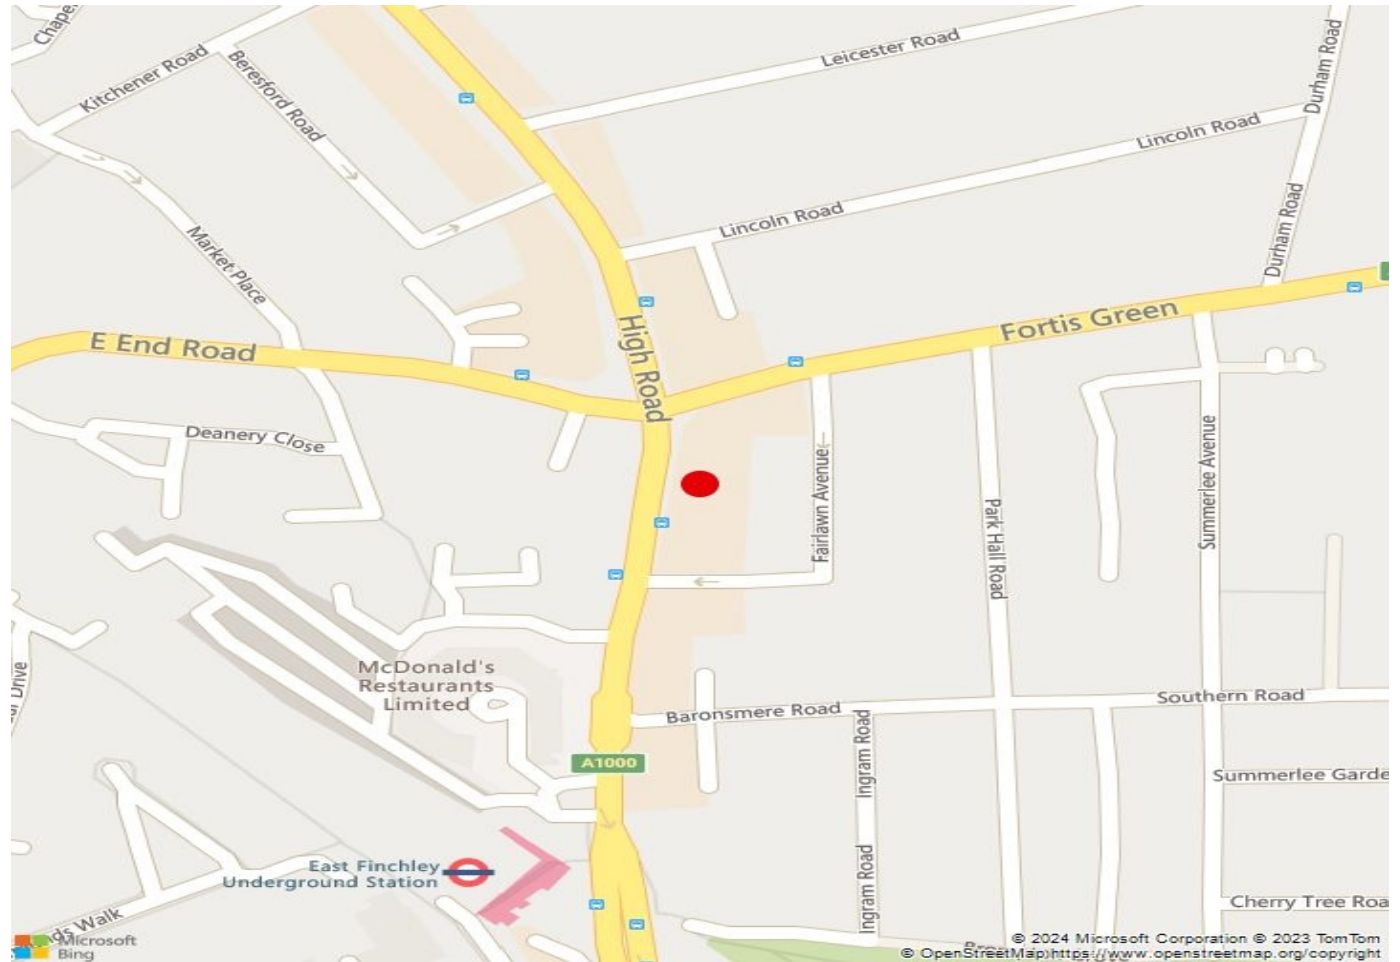 Chape
Kitchener Road
Beresford Road
Leicester Road
Durham Road
Lincoln Road
Lincoln Road
Durham Road
Market Place
E End Road
High Road
Fortis Green
Deanery Close
Fairlawn Avenue
Park Hall Road
Summerlee Avenue
McDonald's
Restaurants
Limited
Drive
Baronsmere Road
Southern Road
Ingram Road
A1000
Summerlee Garde
East Finchley
Underground Station
Ingram Road
Cherry Tree Roa
Walk
Microsoft
Bing
© 2024 Microsoft Corporation © 2023 TomTom
© OpenStreetMap https://www.openstreetmap.org/copyright